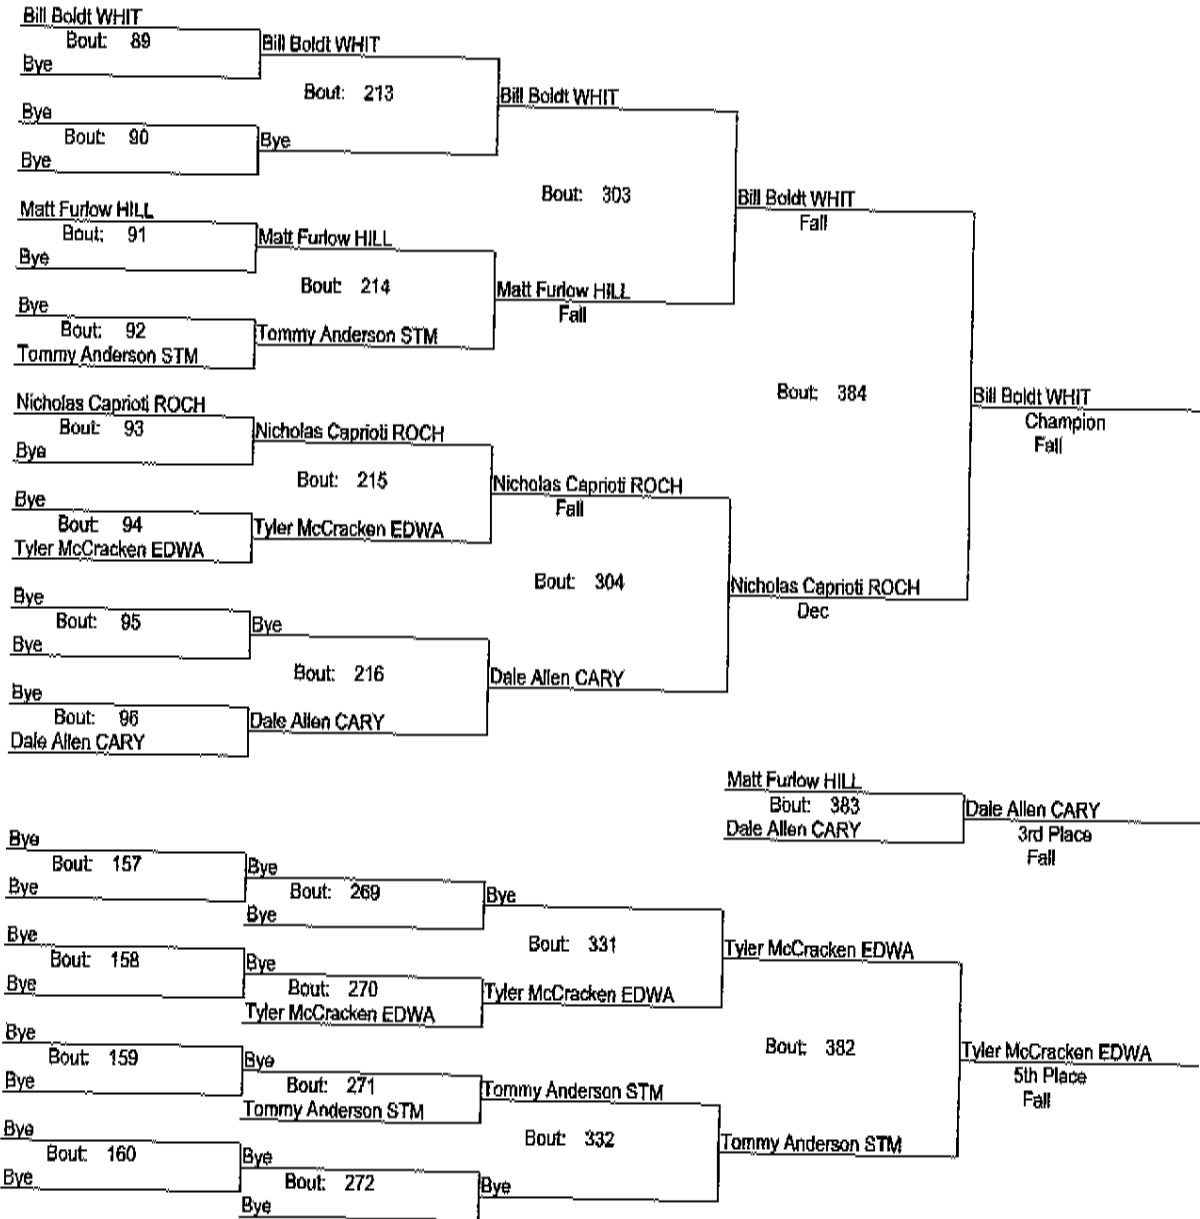 Bill Boldt WHIT
Bout: 89
Bye
Bill Boldt WHIT
Bout: 213
Bye
Bout: 90
Bye
Bye
Bill Boldt WHIT
Bout: 303
Matt Furlow HILL
Bout: 91
Bye
Matt Furlow HILL
Bout: 214
Bye
Bout: 92
Tommy Anderson STM
Tommy Anderson STM
Matt Furlow HILL
Fall
Bill Boldt WHIT
Fall
Bout: 384
Nicholas Caprioti ROCH
Bout: 93
Bye
Nicholas Caprioti ROCH
Bout: 215
Bye
Bout: 94
Tyler McCracken EDWA
Tyler McCracken EDWA
Nicholas Caprioti ROCH
Fall
Bout: 304
Bye
Bout: 95
Bye
Bye
Bout: 216
Bye
Bout: 96
Dale Allen CARY
Dale Allen CARY
Dale Allen CARY
Nicholas Caprioti ROCH
Dec
Bill Boldt WHIT
Champion
Fall
Matt Furlow HILL
Bout: 383
Dale Allen CARY
Dale Allen CARY
3rd Place
Fall
Bye
Bout: 157
Bye
Bye
Bout: 269
Bye
Bye
Bout: 331
Bye
Bout: 158
Bye
Bye
Bout: 270
Tyler McCracken EDWA
Tyler McCracken EDWA
Tyler McCracken EDWA
Bout: 382
Bye
Bout: 159
Bye
Bye
Bout: 271
Tommy Anderson STM
Tommy Anderson STM
Bout: 332
Bye
Bout: 160
Bye
Bye
Bout: 272
Bye
Bye
Tommy Anderson STM
Tyler McCracken EDWA
5th Place
Fall